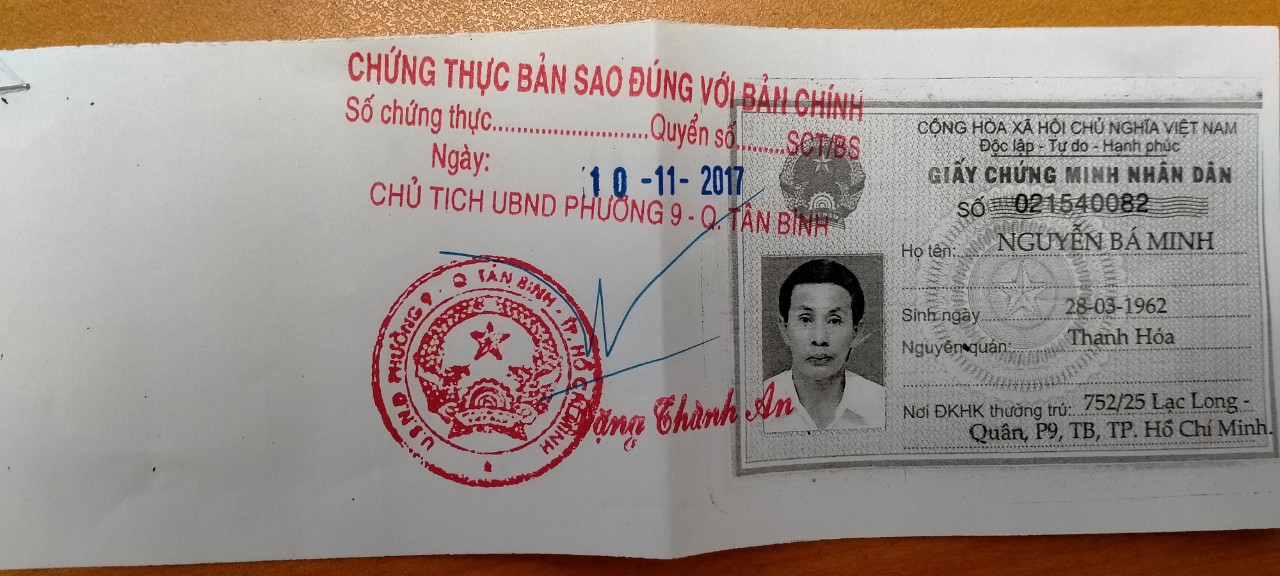 CHỨNG THỰC BẢN SAO ĐÚNG VỚI BẢN CHÍNH
Số chứng thực..........................Quyển số.........SCT/BS
Ngày:
10 -11- 2017
CHỦ TỊCH UBND PHƯỜNG 9 - Q. TÂN BÌNH
UBND PHƯỜNG 9 - Q TÂN BÌNH - TP. HỒ CHÍ MINH
Đặng Thành An
CỘNG HÒA XÃ HỘI CHỦ NGHĨA VIỆT NAM
Độc lập - Tự do - Hạnh phúc
GIẤY CHỨNG MINH NHÂN DÂN
SỐ 021540082
Họ tên: NGUYỄN BÁ MINH
Sinh ngày 28-03-1962
Nguyên quán: Thanh Hóa
Nơi ĐKHK thường trú: 752/25 Lạc Long -
Quân, P9, TB, TP. Hồ Chí Minh.